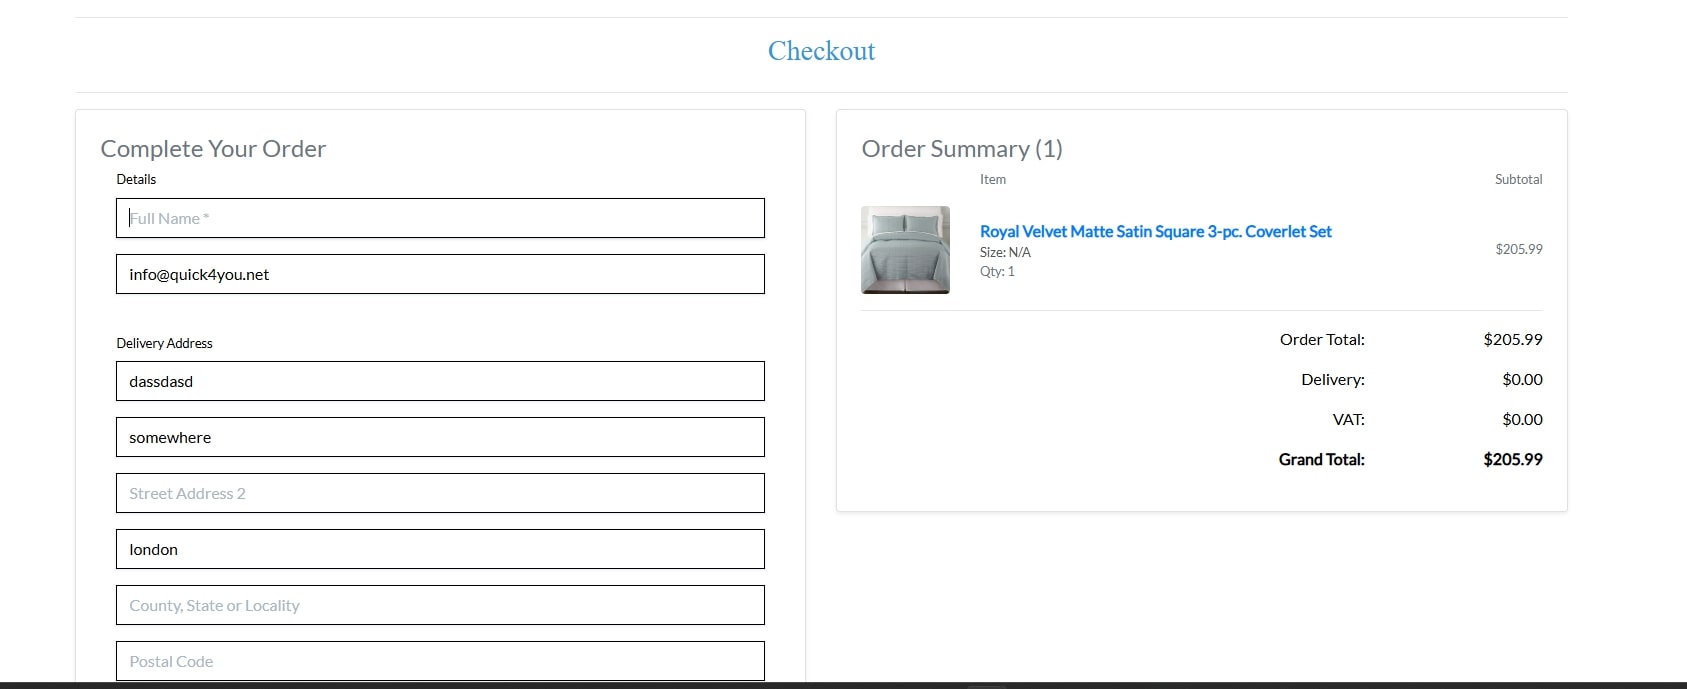 Checkout
Complete Your Order
Details
Full Name *
info@quick4you.net
Delivery Address
dassdasd
somewhere
Street Address 2
london
County, State or Locality
Postal Code
Order Summary (1)
Item Subtotal
Royal Velvet Matte Satin Square 3-pc. Coverlet Set
Size: N/A
$205.99
Qty: 1
Order Total: $205.99
Delivery: $0.00
VAT: $0.00
Grand Total: $205.99